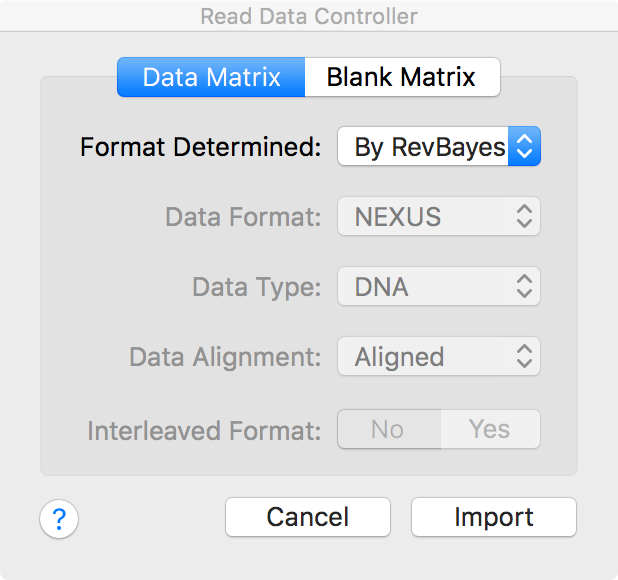 Read Data Controller
Data Matrix Blank Matrix
Format Determined: By RevBayes
Data Format: NEXUS
Data Type: DNA
Data Alignment: Aligned
Interleaved Format: No Yes
? Cancel Import